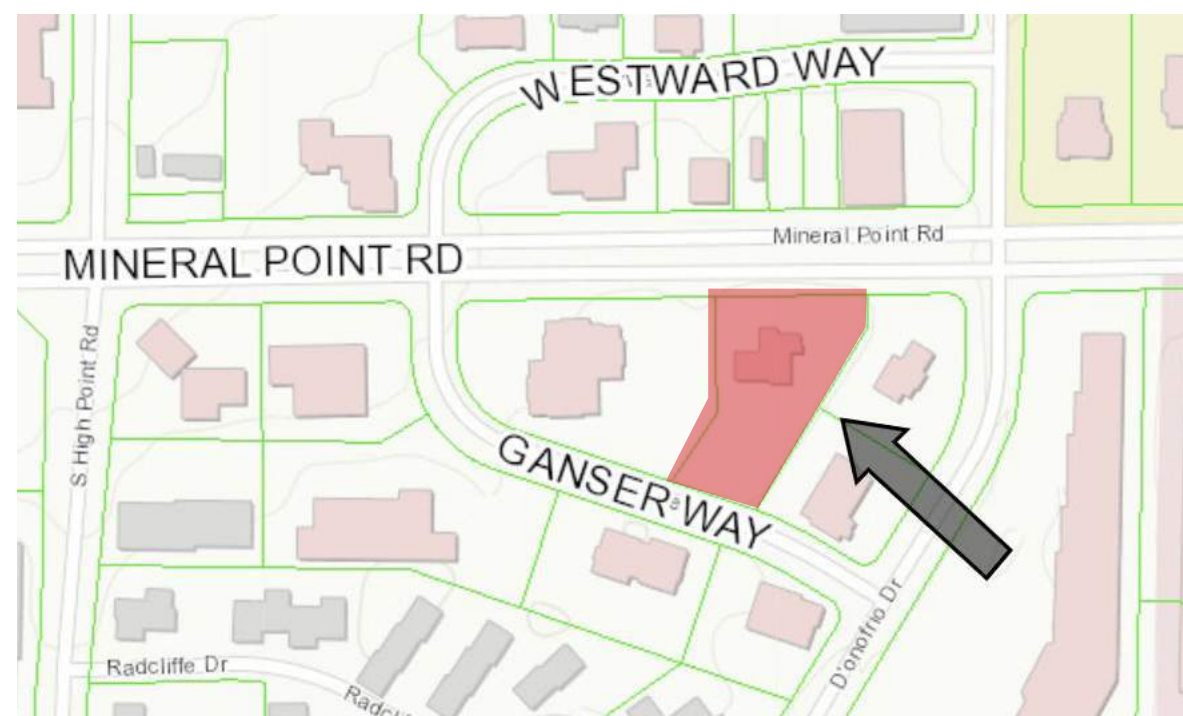 WESTWARD WAY
Mineral Point Rd
MINERAL POINT RD
S High Point Rd
GANSER WAY
D'onofrio Dr
Radcliffe Dr